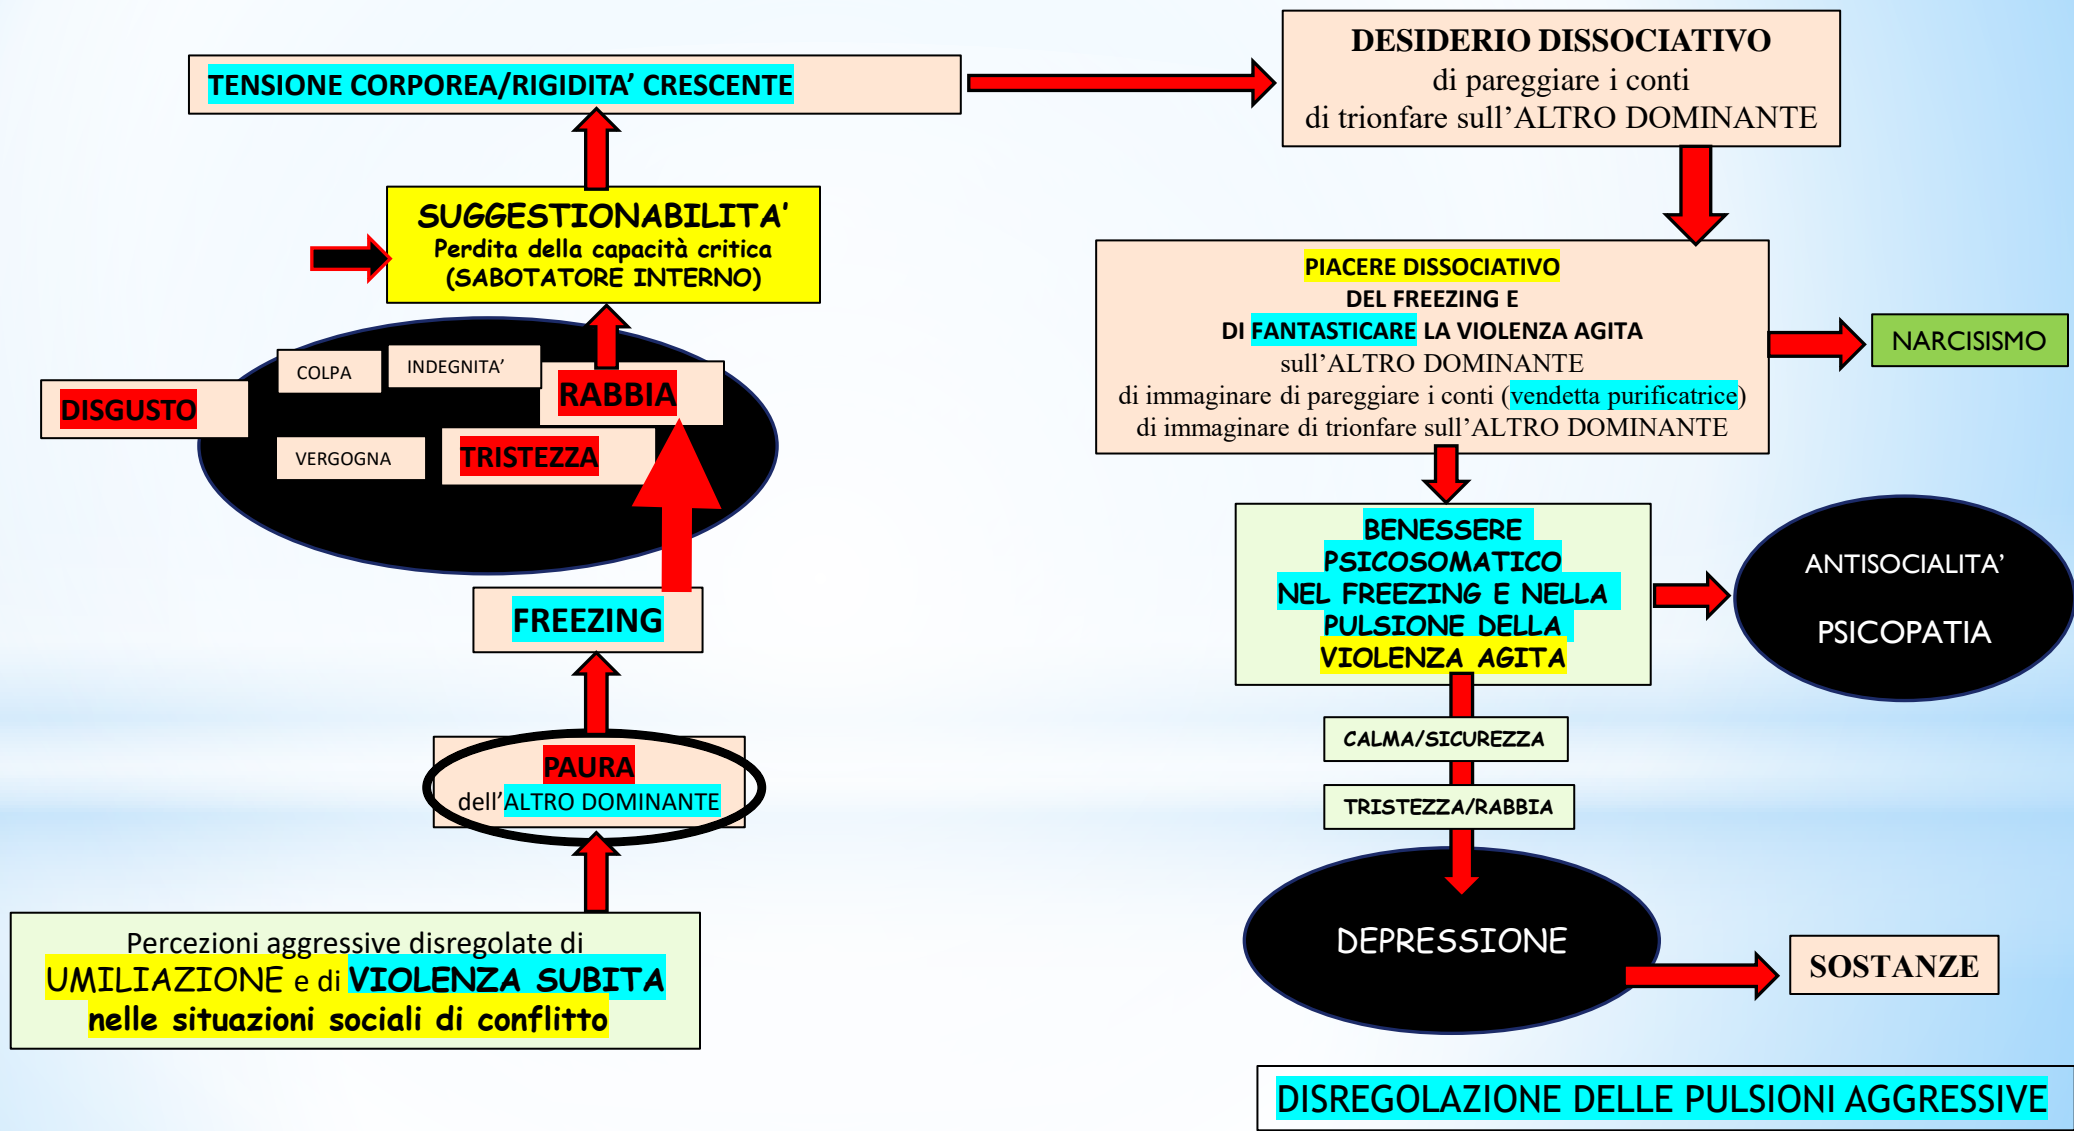 TENSIONE CORPOREA/RIGIDITA’ CRESCENTE
DESIDERIO DISSOCIATIVO
di pareggiare i conti
di trionfare sull’ALTRO DOMINANTE
SUGGESTIONABILITA’
Perdita della capacità critica
(SABOTATORE INTERNO)
PIACERE DISSOCIATIVO
DEL FREEZING E
DI FANTASTICARE LA VIOLENZA AGITA
sull’ALTRO DOMINANTE
di immaginare di pareggiare i conti (vendetta purificatrice)
di immaginare di trionfare sull’ALTRO DOMINANTE
NARCISISMO
COLPA
INDEGNITA’
DISGUSTO
RABBIA
VERGOGNA
TRISTEZZA
BENESSERE
PSICOSOMATICO
NEL FREEZING E NELLA
PULSIONE DELLA
VIOLENZA AGITA
ANTISOCIALITA’
PSICOPATIA
FREEZING
CALMA/SICUREZZA
TRISTEZZA/RABBIA
PAURA
dell’ALTRO DOMINANTE
DEPRESSIONE
SOSTANZE
Percezioni aggressive disregolate di
UMILIAZIONE e di VIOLENZA SUBITA
nelle situazioni sociali di conflitto
DISREGOLAZIONE DELLE PULSIONI AGGRESSIVE